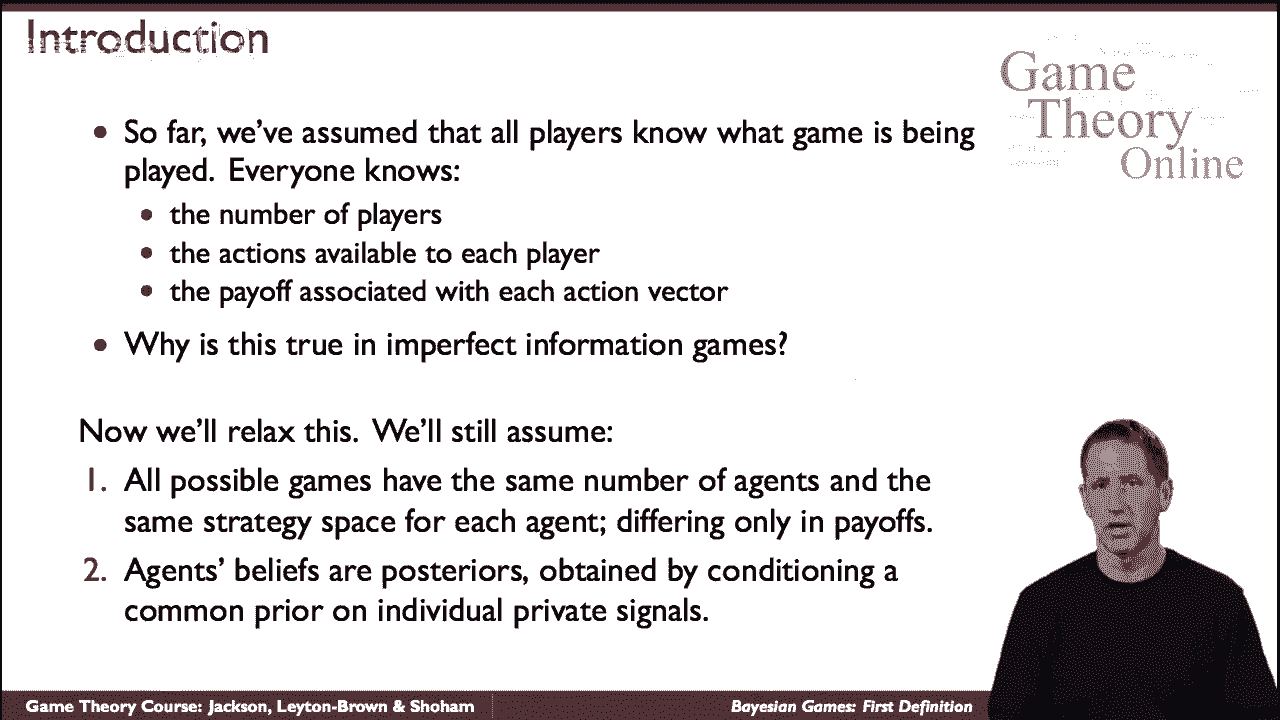 Introduction
Game
Theory
Online
• So far, we've assumed that all players know what game is being
played. Everyone knows:
• the number of players
• the actions available to each player
• the payoff associated with each action vector
• Why is this true in imperfect information games?
Now we'll relax this. We'll still assume:
1. All possible games have the same number of agents and the
same strategy space for each agent; differing only in payoffs.
2. Agents' beliefs are posteriors, obtained by conditioning a
common prior on individual private signals.
Game Theory Course: Jackson, Leyton-Brown & Shoham
Bayesian Games: First Definition